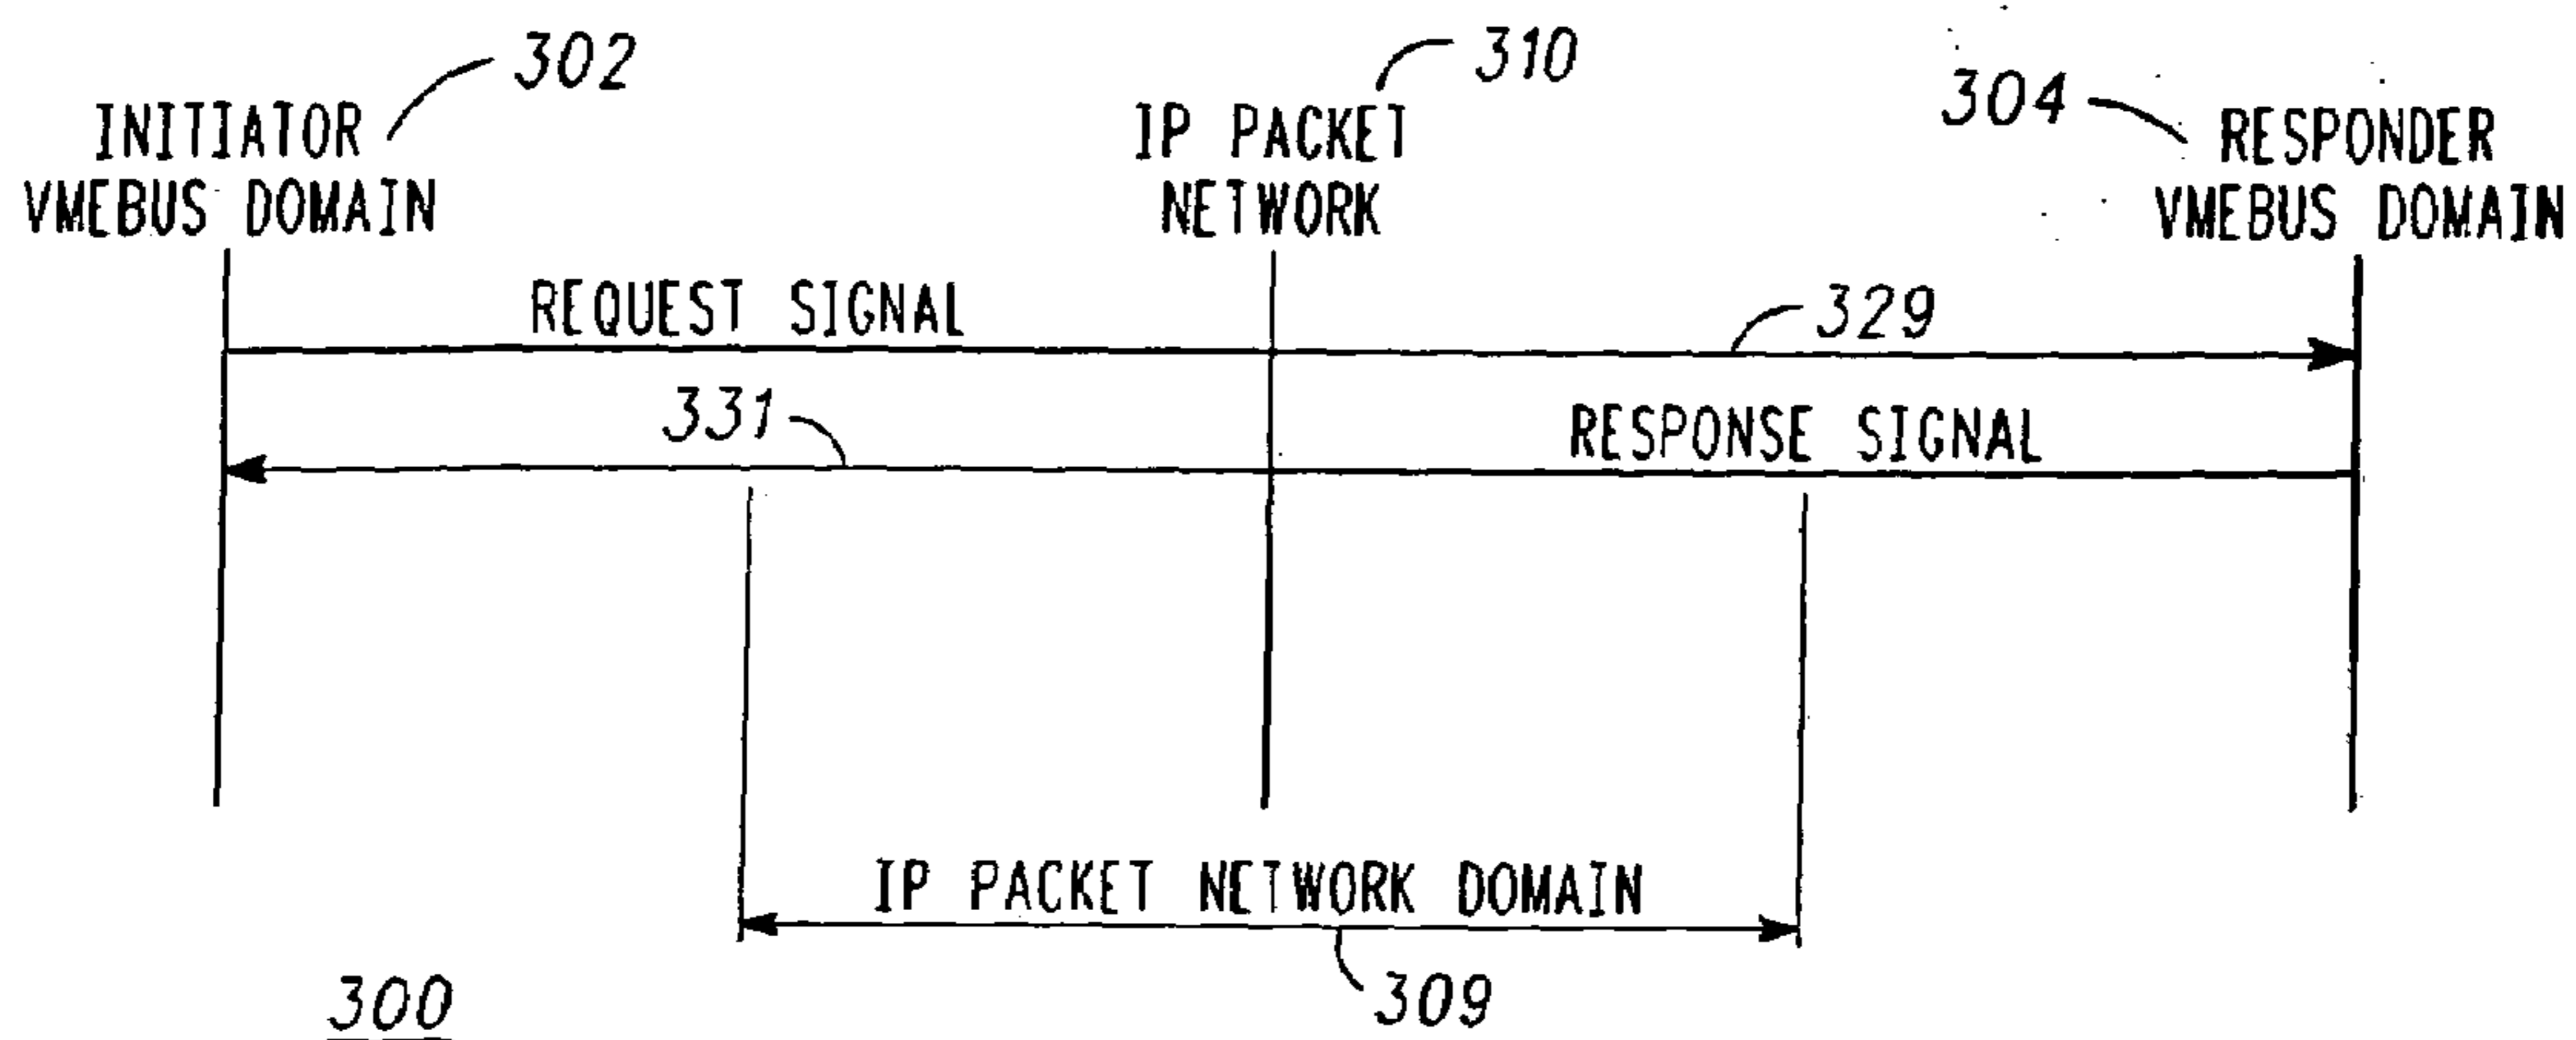 302
310
304
INITIATOR
VMEBUS DOMAIN
IP PACKET
NETWORK
RESPONDER
VMEBUS DOMAIN
REQUEST SIGNAL
329
331
RESPONSE SIGNAL
IP PACKET NETWORK DOMAIN
309
300